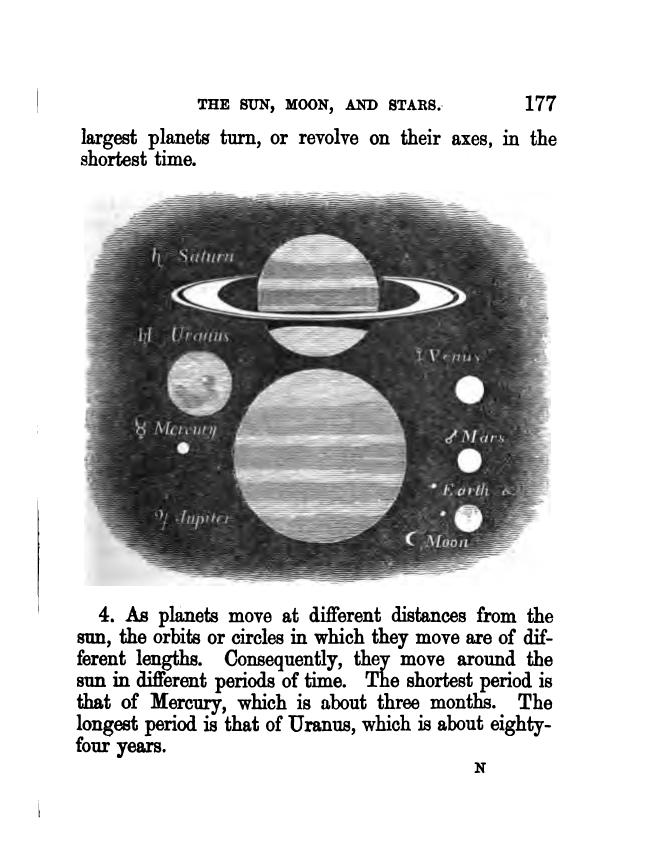 THE SUN, MOON, AND STARS. 177
largest planets turn, or revolve on their axes, in the
shortest time.
♄ Saturn
♅ Uranus
♀ Venus
☿ Mercury
♂ Mars
Earth &
♃ Jupiter
☾ Moon
4. As planets move at different distances from the
sun, the orbits or circles in which they move are of dif-
ferent lengths. Consequently, they move around the
sun in different periods of time. The shortest period is
that of Mercury, which is about three months. The
longest period is that of Uranus, which is about eighty-
four years.
N